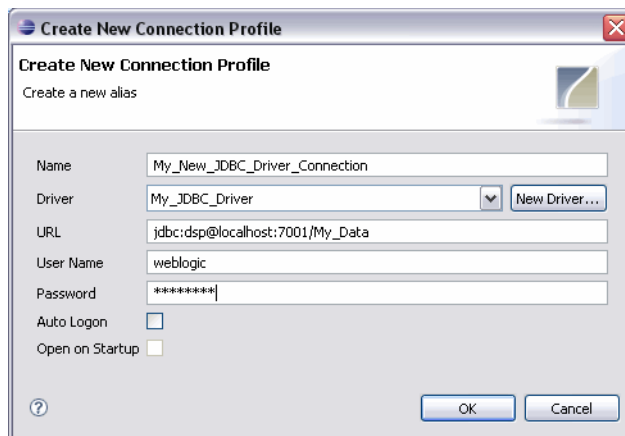 Create New Connection Profile
Create New Connection Profile
Create a new alias
Name My_New_JDBC_Driver_Connection
Driver My_JDBC_Driver New Driver...
URL jdbc:dsp@localhost:7001/My_Data
User Name weblogic
Password ********
Auto Logon
Open on Startup
? OK Cancel